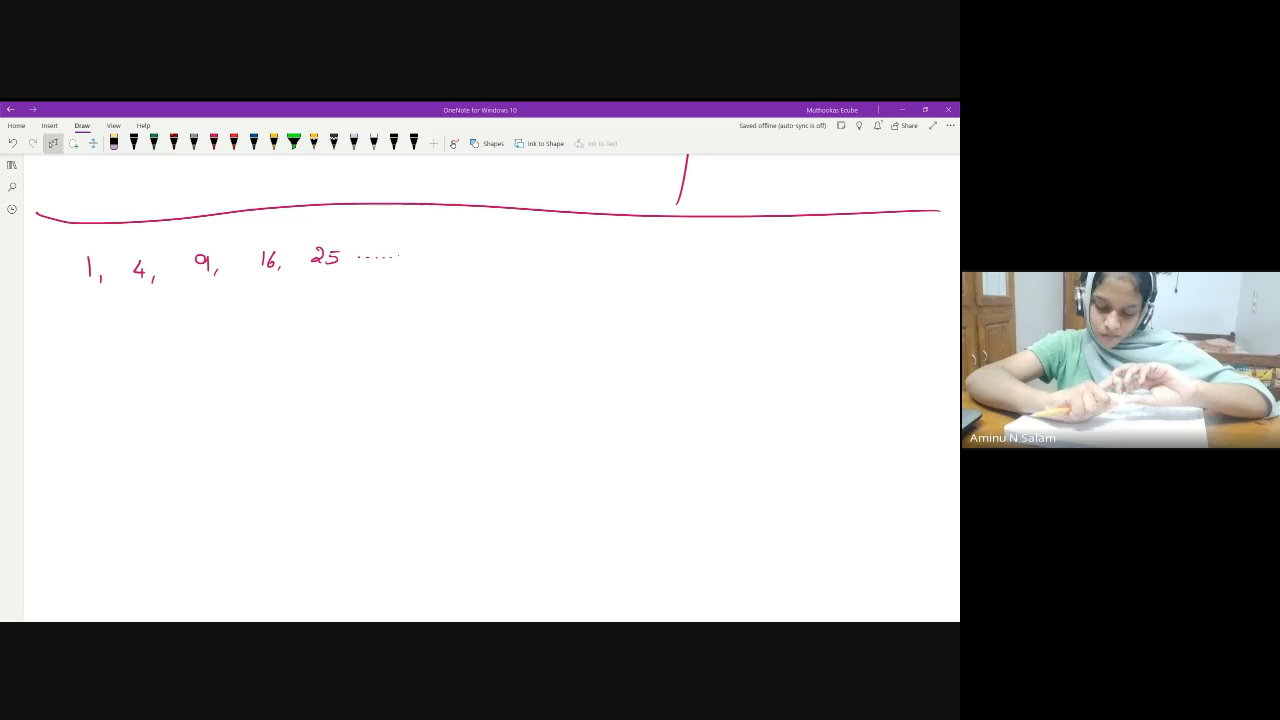 OneNote for Windows 10
Muthookas Ecube
Home Insert Draw View Help
Saved offline (auto-sync is off)
Share
Shapes
Ink to Shape
Ink to Text
1, 4, 9, 16, 25 ......
Aminu N Salam